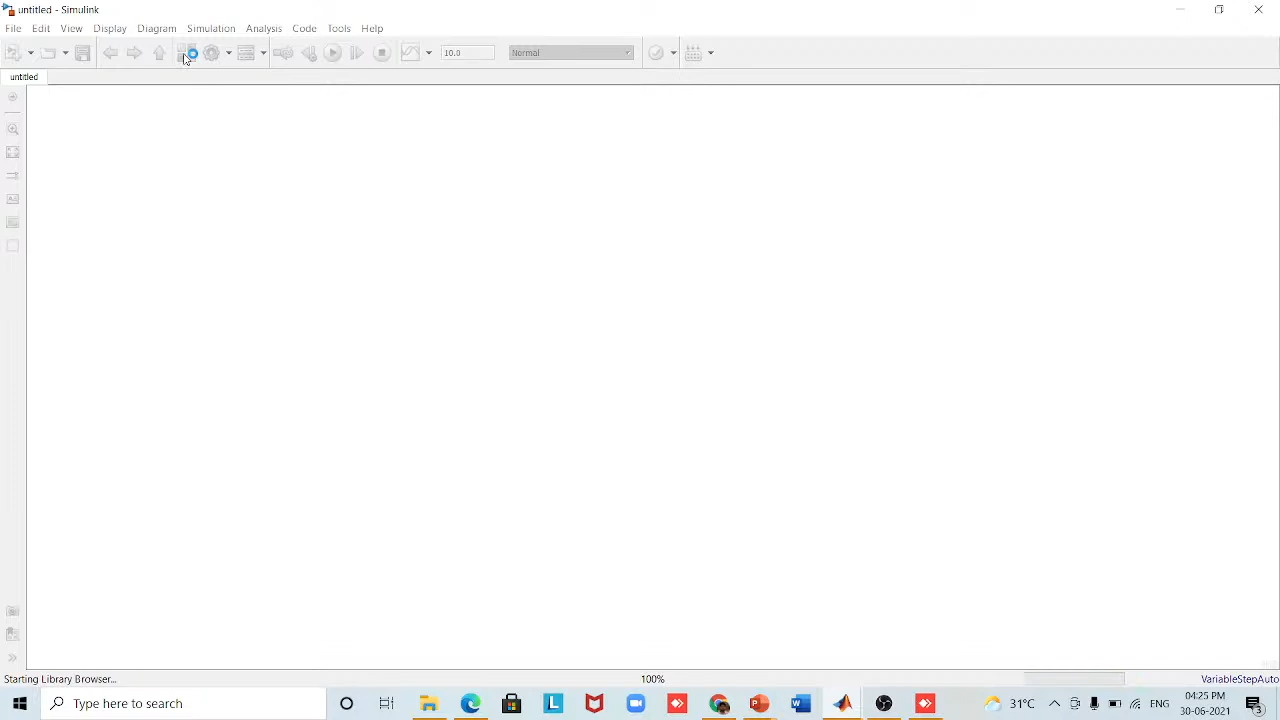 untitled - Simulink
File Edit View Display Diagram Simulation Analysis Code Tools Help
10.0 Normal
untitled
Starting Library Browser... 100% VariableStepAuto
Type here to search
31°C ENG 04:25 PM
30-06-2021 3